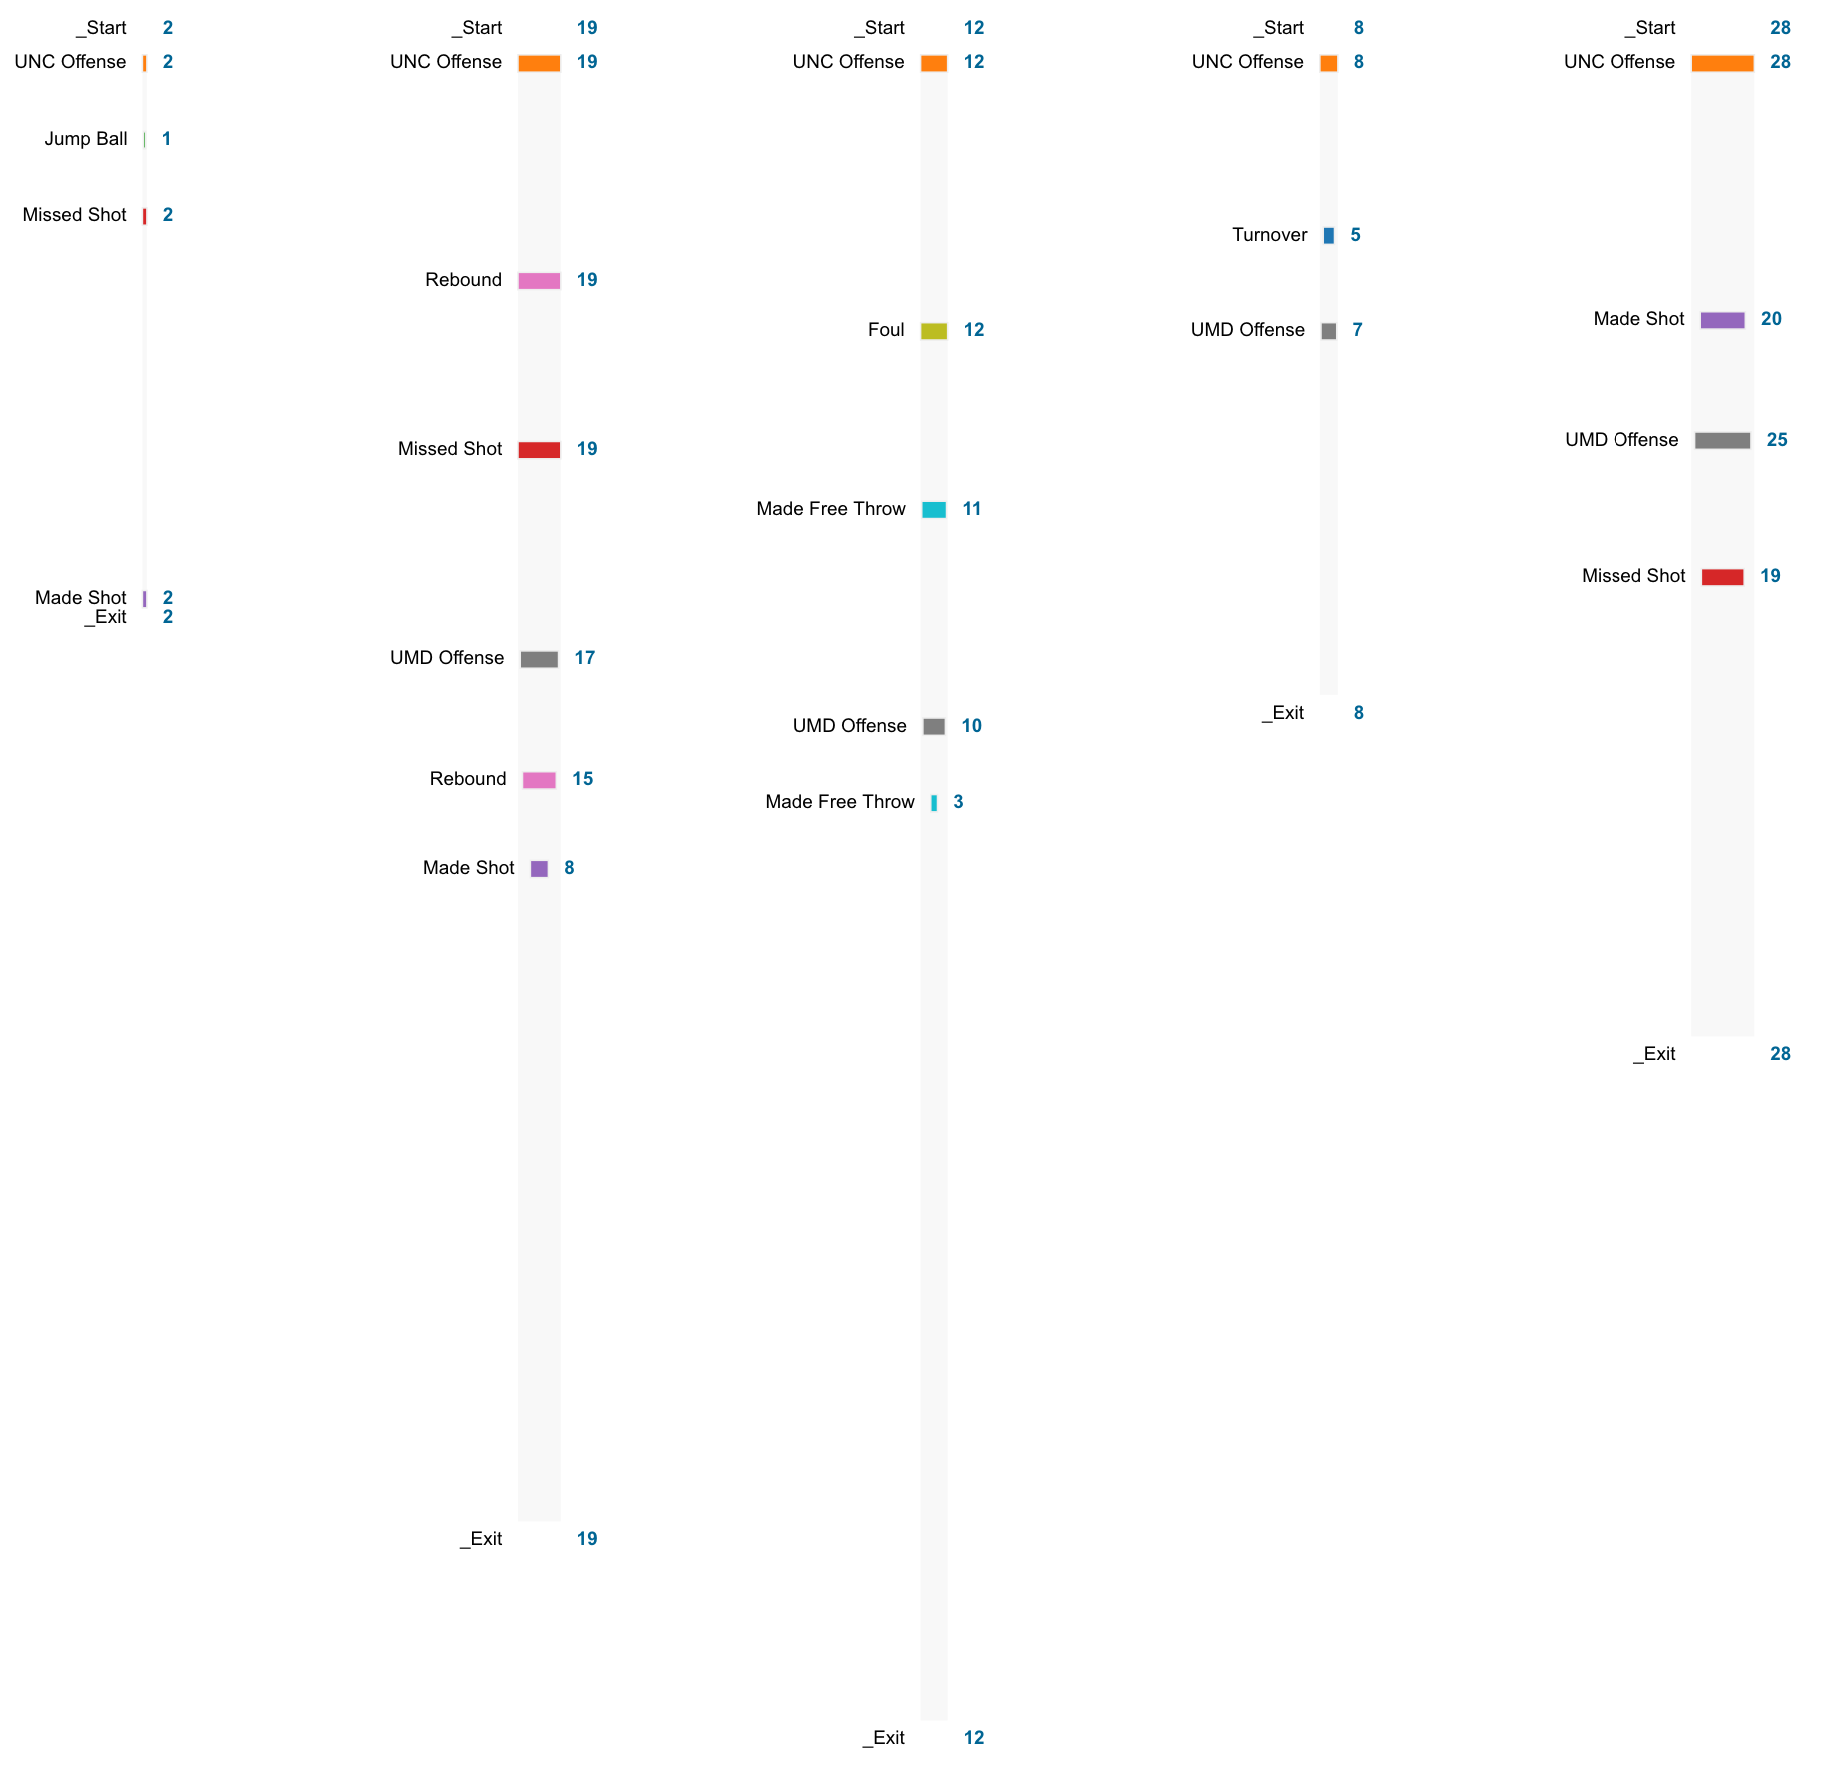 _Start 2
UNC Offense 2
Jump Ball 1
Missed Shot 2
Made Shot 2
_Exit 2
_Start 19
UNC Offense 19
Rebound 19
Missed Shot 19
UMD Offense 17
Rebound 15
Made Shot 8
_Exit 19
_Start 12
UNC Offense 12
Foul 12
Made Free Throw 11
UMD Offense 10
Made Free Throw 3
_Exit 12
_Start 8
UNC Offense 8
Turnover 5
UMD Offense 7
_Exit 8
_Start 28
UNC Offense 28
Made Shot 20
UMD Offense 25
Missed Shot 19
_Exit 28